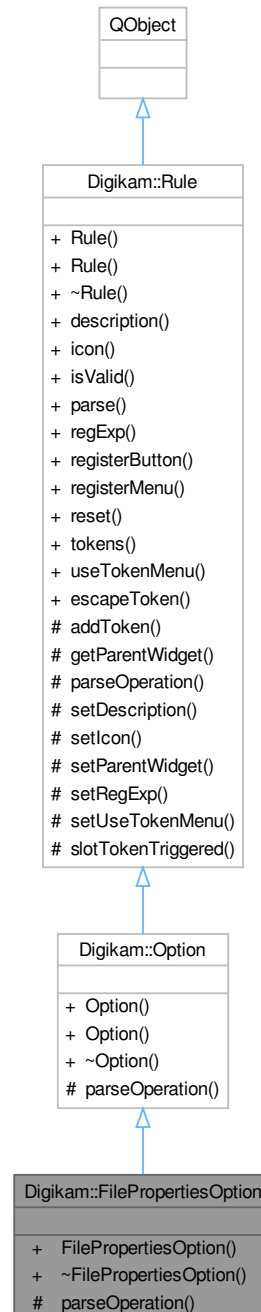 QObject
Digikam::Rule
+ Rule()
+ Rule()
+ ~Rule()
+ description()
+ icon()
+ isValid()
+ parse()
+ regExp()
+ registerButton()
+ registerMenu()
+ reset()
+ tokens()
+ useTokenMenu()
+ escapeToken()
# addToken()
# getParentWidget()
# parseOperation()
# setDescription()
# setIcon()
# setParentWidget()
# setRegExp()
# setUseTokenMenu()
# slotTokenTriggered()
Digikam::Option
+ Option()
+ Option()
+ ~Option()
# parseOperation()
Digikam::FilePropertiesOption
+ FilePropertiesOption()
+ ~FilePropertiesOption()
# parseOperation()